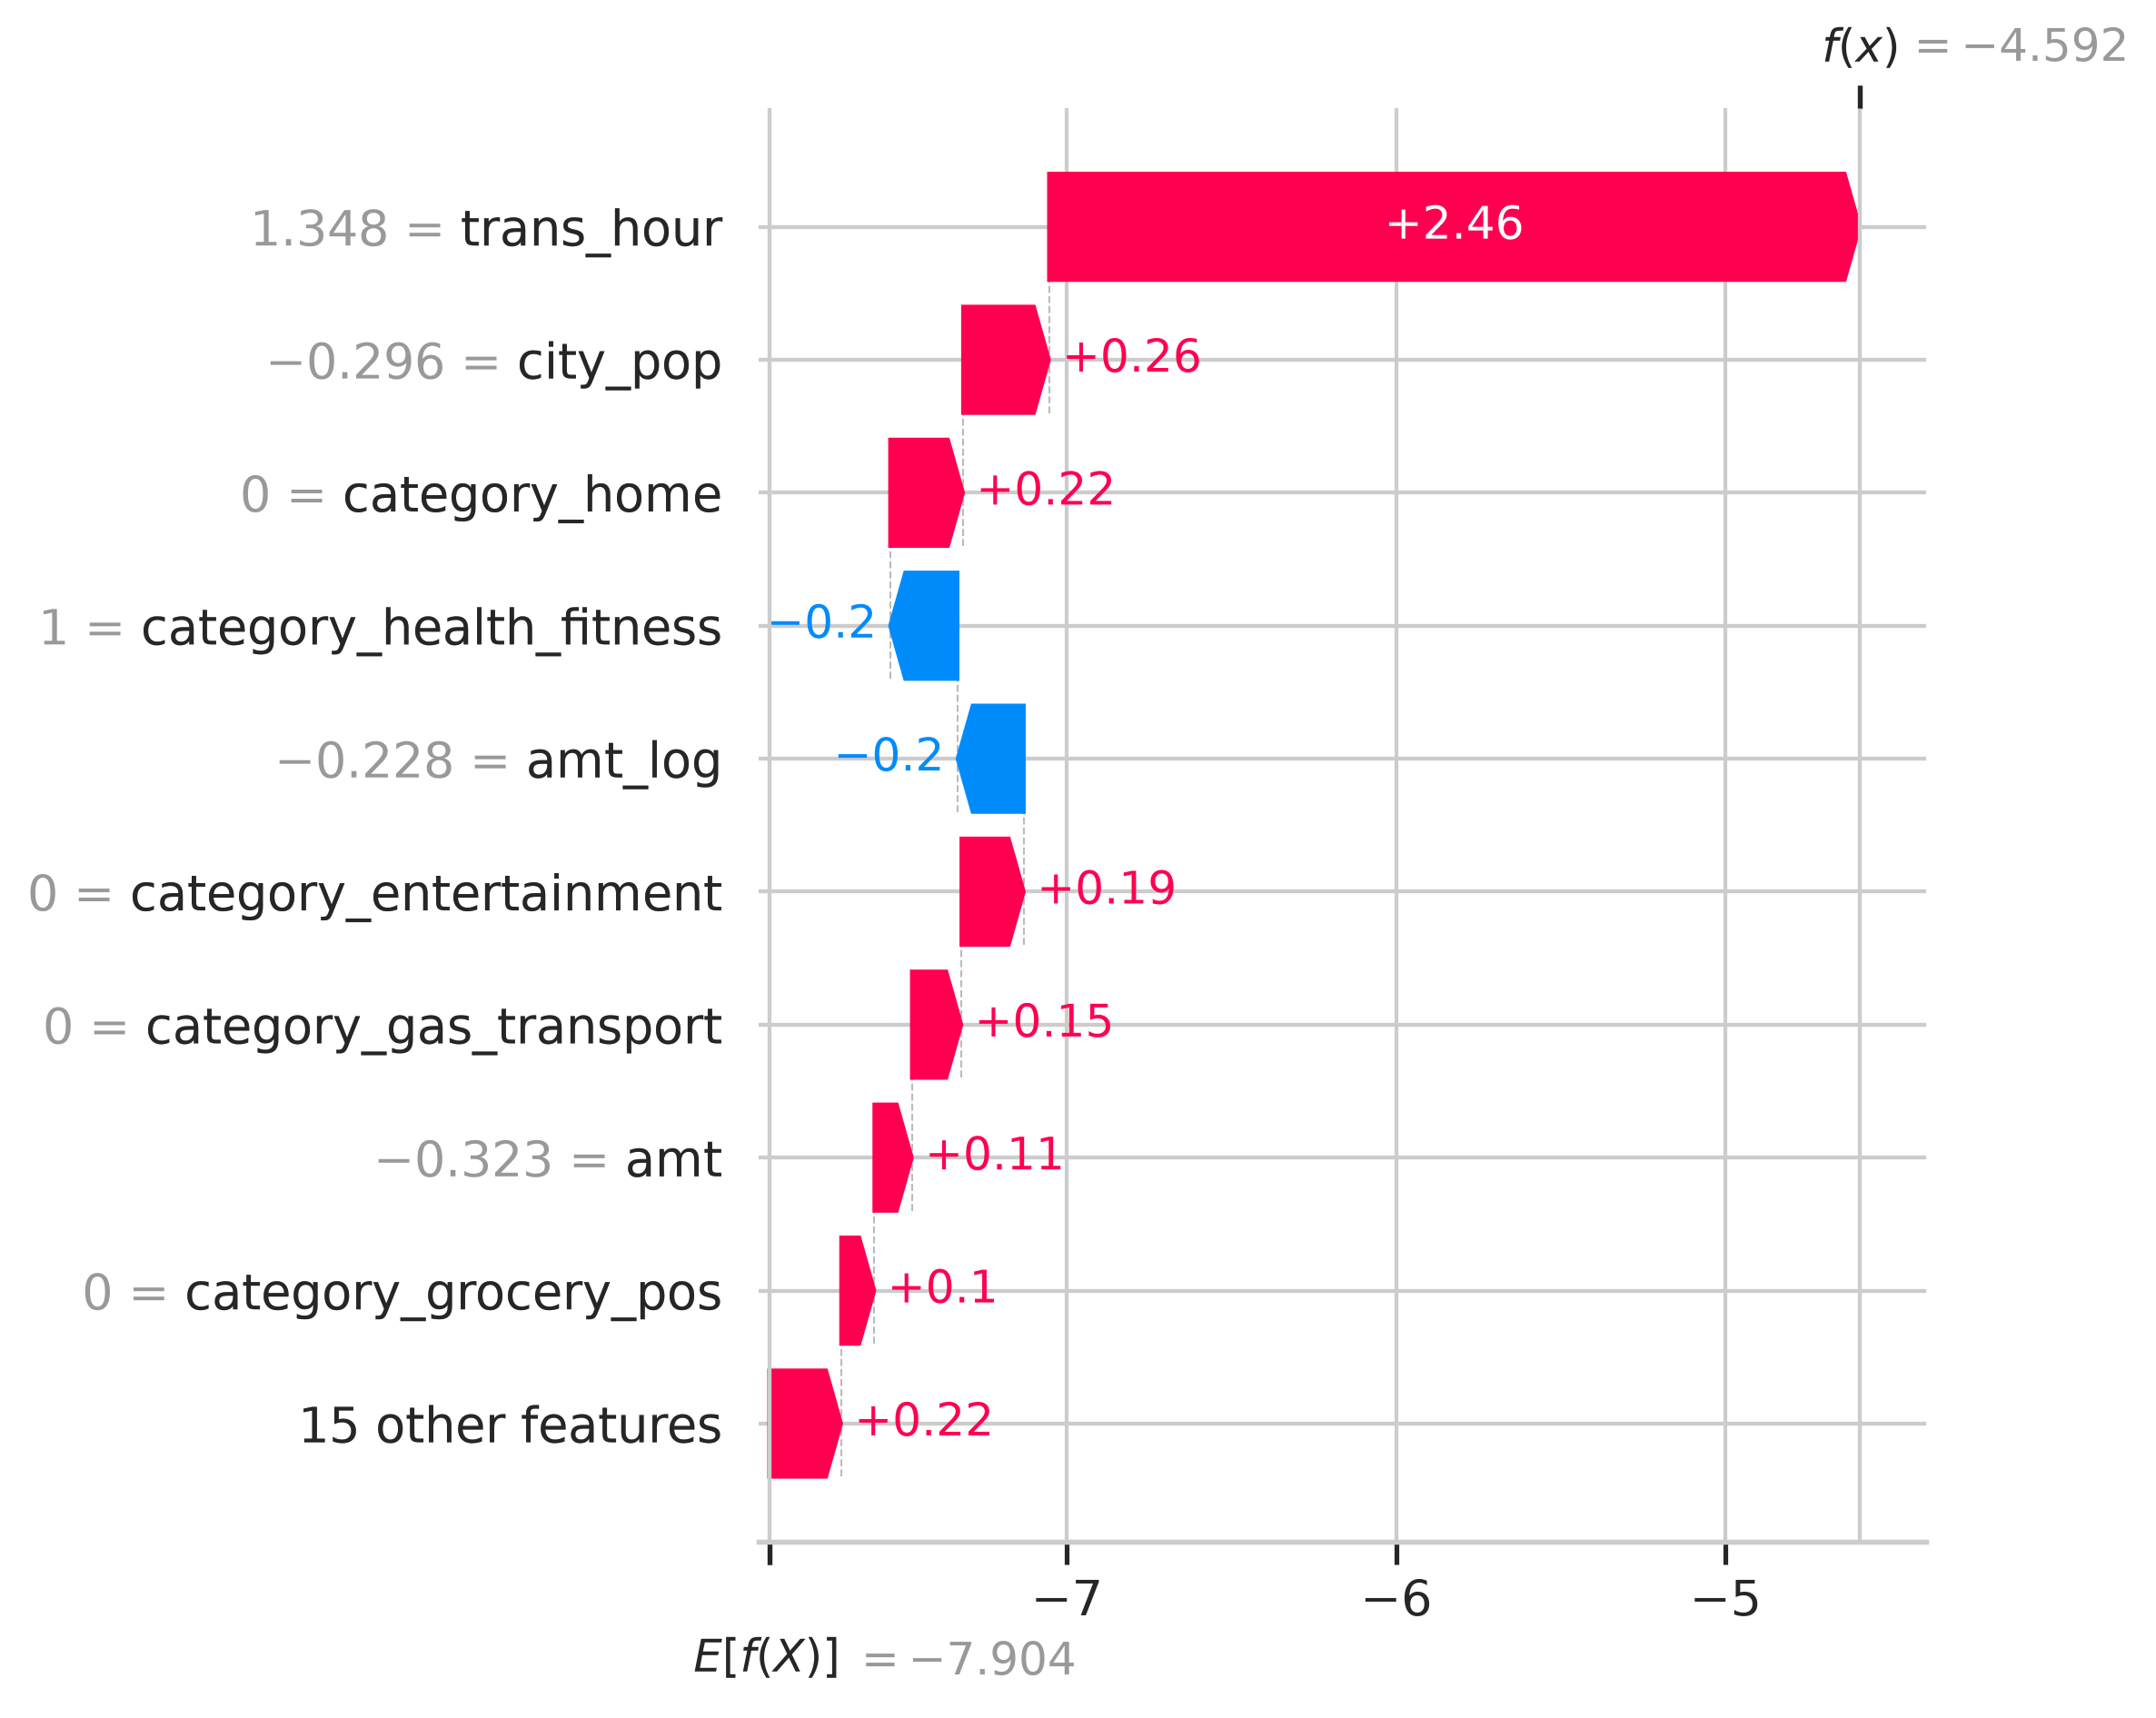 f(x) = −4.592
1.348 = trans_hour
+2.46
−0.296 = city_pop
+0.26
0 = category_home
+0.22
1 = category_health_fitness
−0.2
−0.228 = amt_log
−0.2
0 = category_entertainment
+0.19
0 = category_gas_transport
+0.15
−0.323 = amt
+0.11
0 = category_grocery_pos
+0.1
15 other features
+0.22
−7 −6 −5
E[f(X)] = −7.904